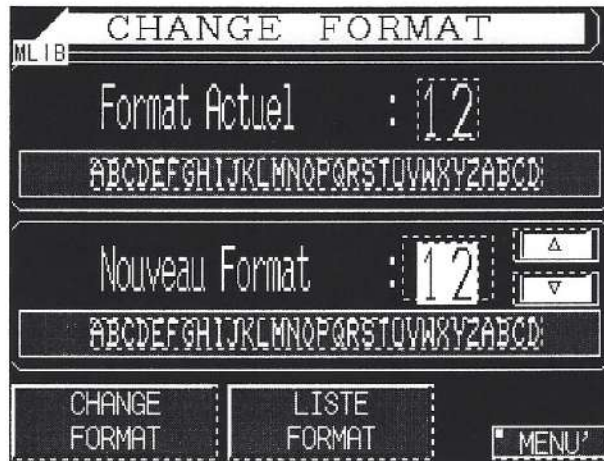 CHANGE FORMAT
MLIB
Format Actuel : 12
ABCDEFGHIJKLMNOPQRSTUVWXYZABCD
Nouveau Format : 12
ABCDEFGHIJKLMNOPQRSTUVWXYZABCD
CHANGE
FORMAT
LISTE
FORMAT
MENU'